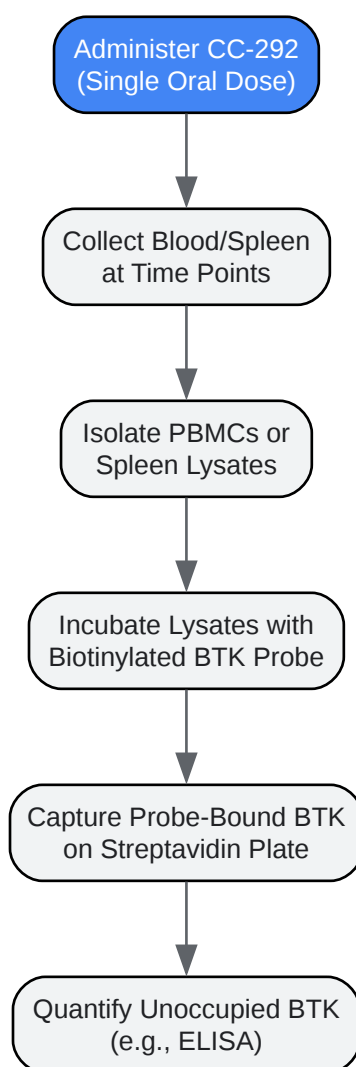 Administer CC-292
(Single Oral Dose)
Collect Blood/Spleen
at Time Points
Isolate PBMCs or
Spleen Lysates
Incubate Lysates with
Biotinylated BTK Probe
Capture Probe-Bound BTK
on Streptavidin Plate
Quantify Unoccupied BTK
(e.g., ELISA)